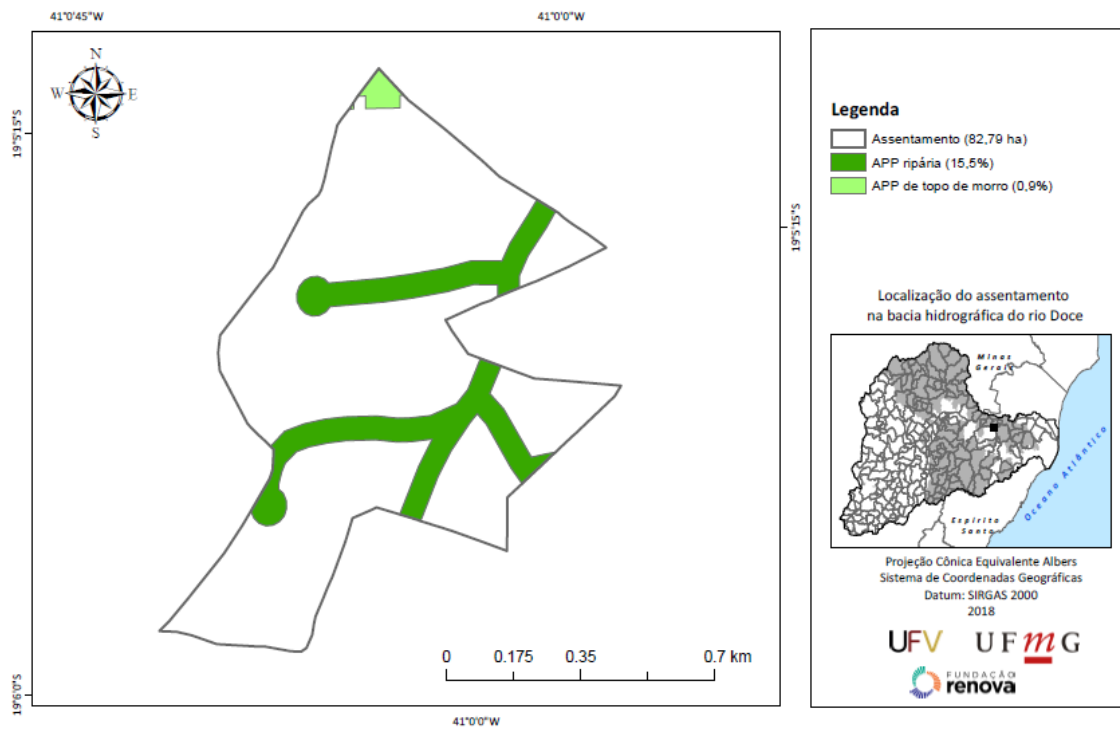 41°0'45"W
41°0'0"W
N
W
E
S
19°5'15"S
19°5'15"S
19°6'0"S
0
0.175
0.35
0.7 km
41°0'0"W
Legenda
Assentamento (82,79 ha)
APP ripária (15,5%)
APP de topo de morro (0,9%)
Localização do assentamento
na bacia hidrográfica do rio Doce
Minas
Gerais
Oceano Atlântico
Espírito
Santo
Projeção Cônica Equivalente Albers
Sistema de Coordenadas Geográficas
Datum: SIRGAS 2000
2018
UFV
UFmG
FUNDAÇÃO
renova